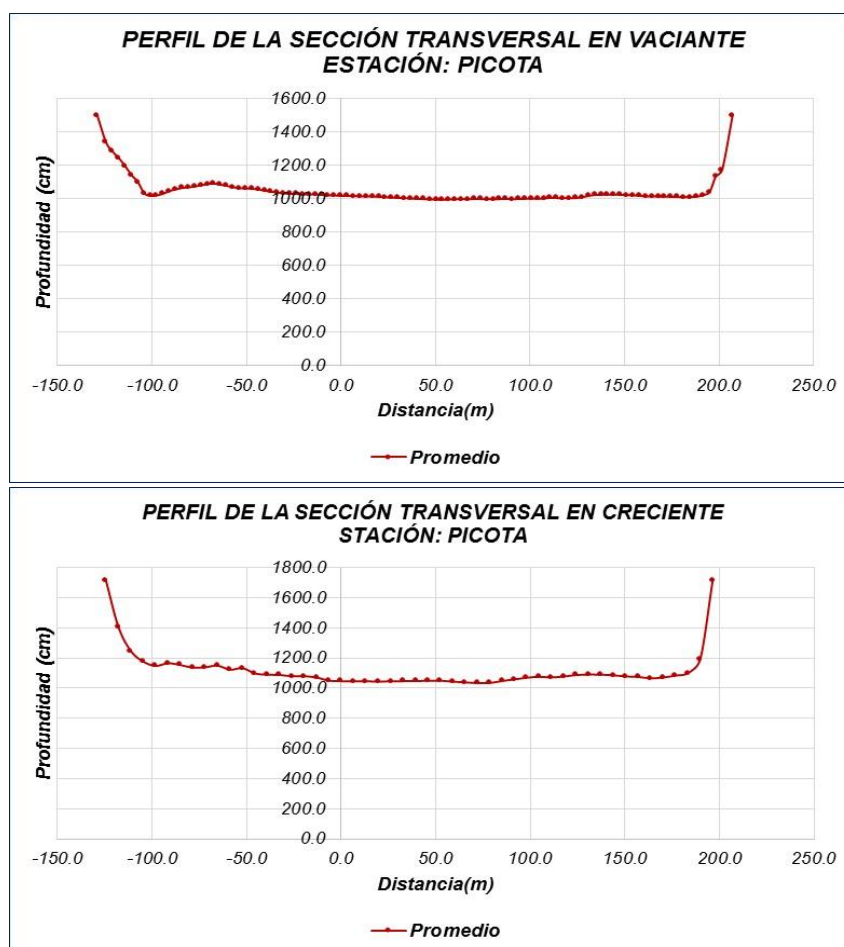 PERFIL DE LA SECCIÓN TRANSVERSAL EN VACIANTE
ESTACIÓN: PICOTA
1600.0
1400.0
1200.0
1000.0
800.0
600.0
400.0
200.0
0.0
Profundidad (cm)
-150.0 -100.0 -50.0 0.0 50.0 100.0 150.0 200.0 250.0
Distancia(m)
Promedio
PERFIL DE LA SECCIÓN TRANSVERSAL EN CRECIENTE
STACIÓN: PICOTA
1800.0
1600.0
1400.0
1200.0
1000.0
800.0
600.0
400.0
200.0
0.0
Profundidad (cm)
-150.0 -100.0 -50.0 0.0 50.0 100.0 150.0 200.0 250.0
Distancia(m)
Promedio